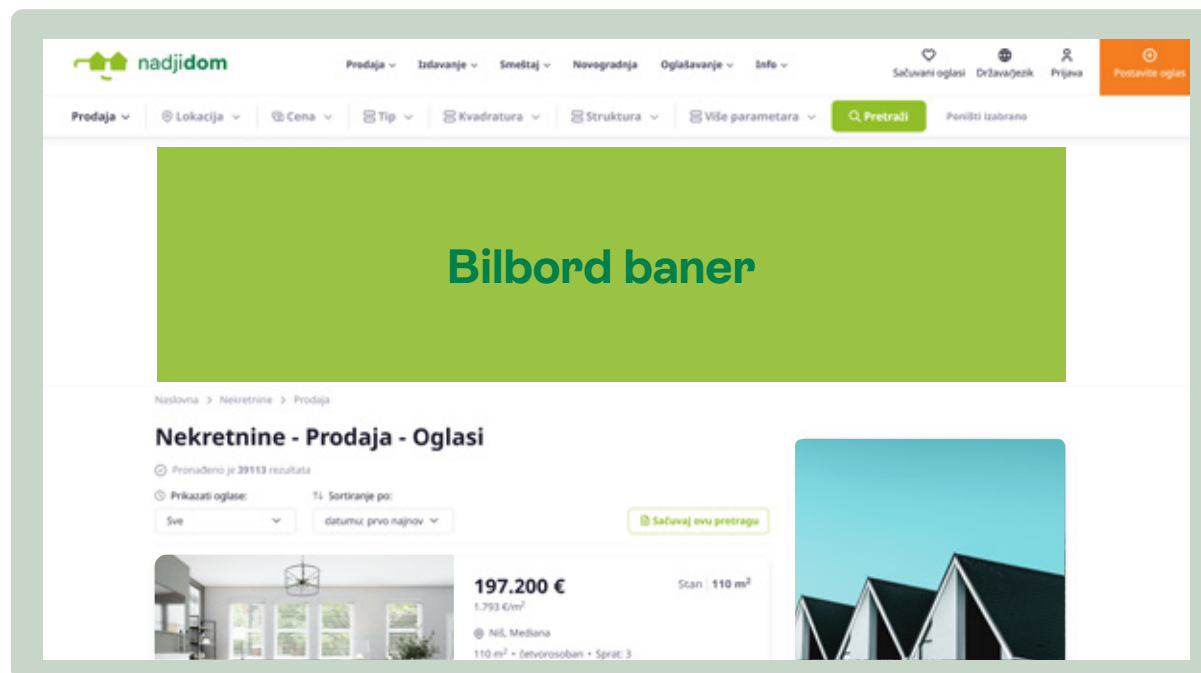 nadjidom
Prodaja Izdavanje Smeštaj Novogradnja Oglašavanje Info
Sačuvani oglasi Država/Jezik Prijava Postavite oglas
Prodaja Lokacija Cena Tip Kvadratura Struktura Više parametara Pretraži Poništi izabrano
Bilbord baner
Naslovna > Nekretnine > Prodaja
Nekretnine - Prodaja - Oglasi
Pronađeno je 39113 rezultata
Prikazati oglase: Sortiranje po:
Sve datumu: prvo najnov Sačuvaj ovu pretragu
197.200 € Stan 110 m²
1.793 €/m²
Niš, Mediana
110 m² • četvorosoban • Sprat: 3